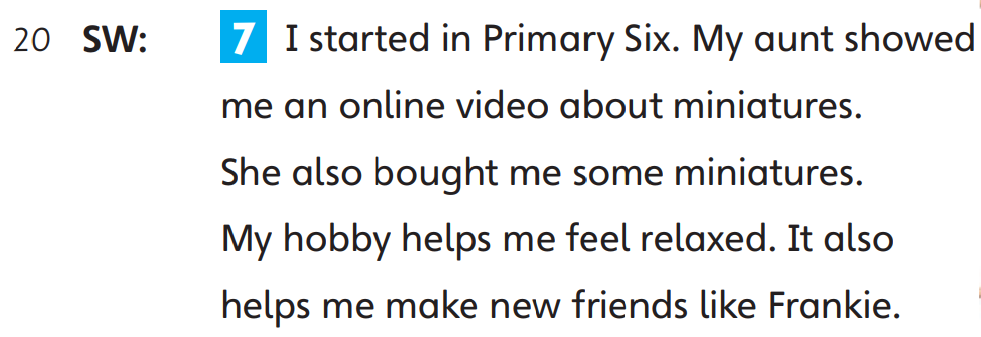 20 SW: 7 I started in Primary Six. My aunt showed
me an online video about miniatures.
She also bought me some miniatures.
My hobby helps me feel relaxed. It also
helps me make new friends like Frankie.